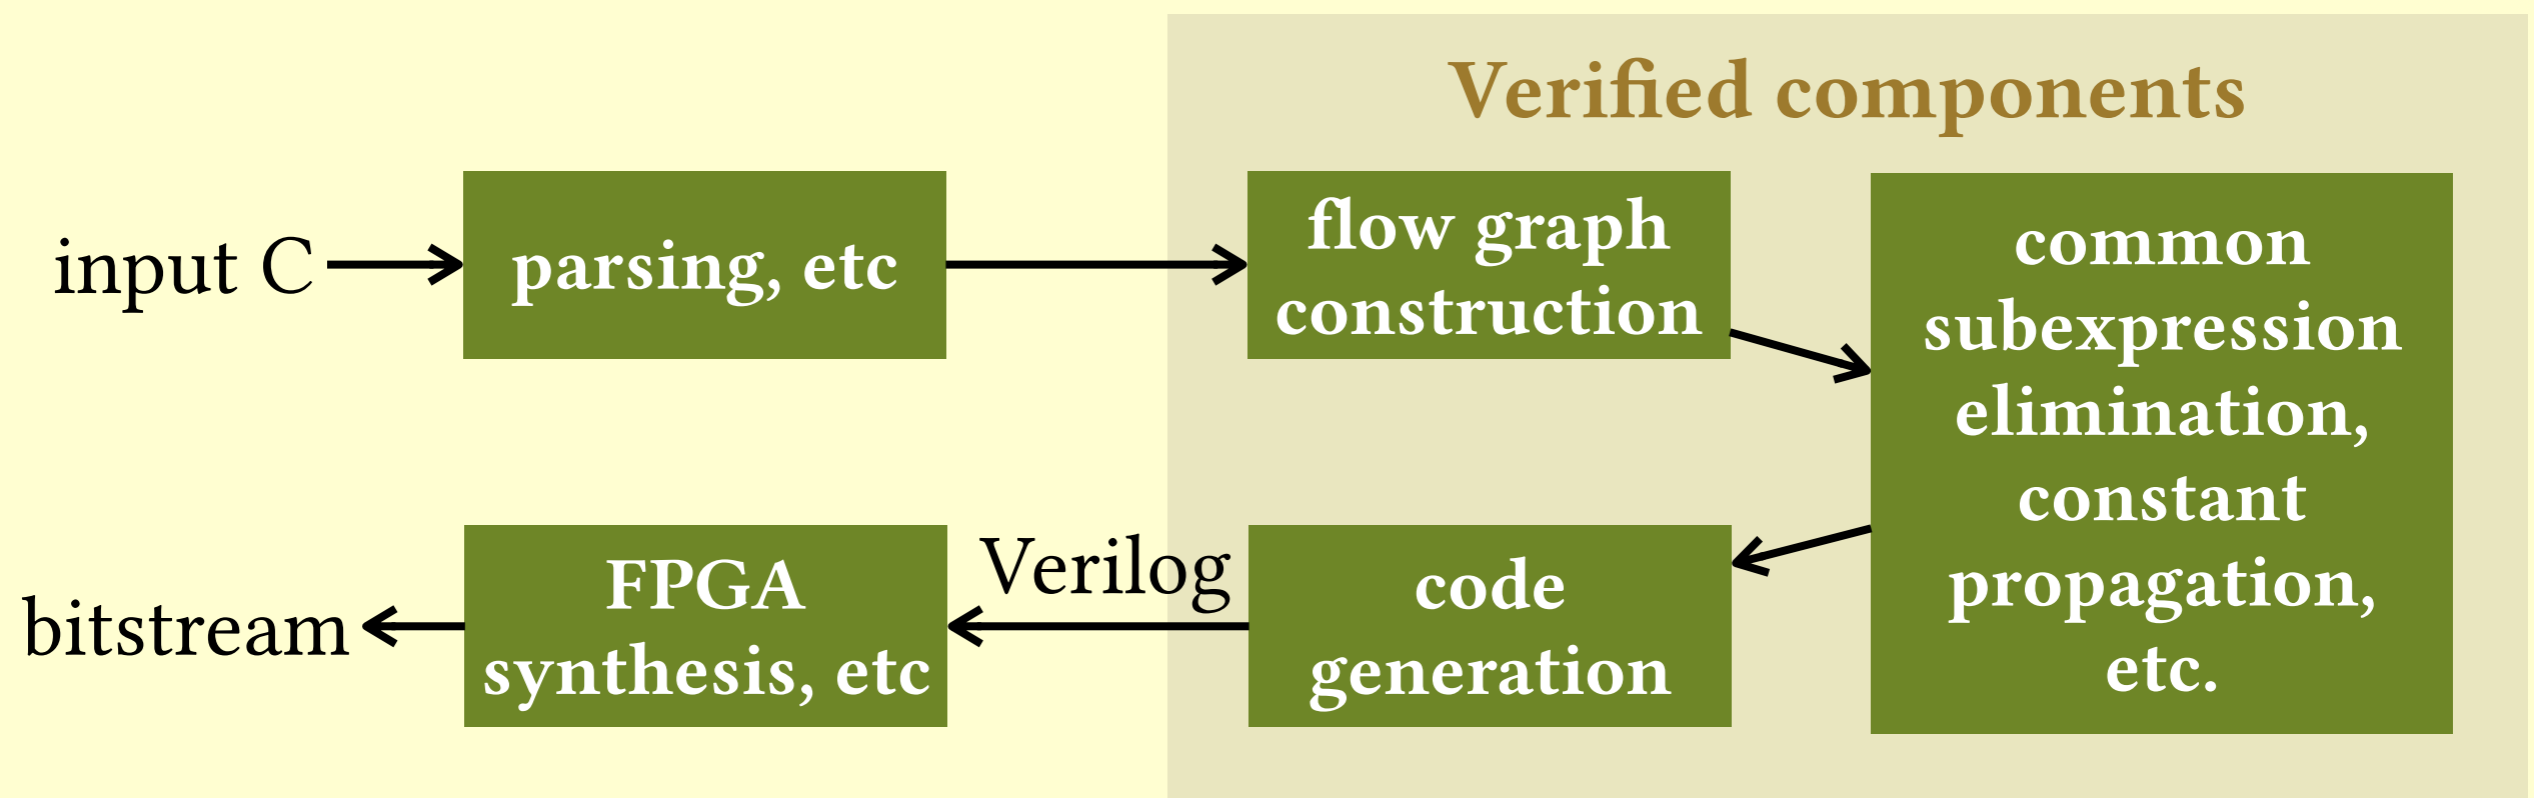 Verified components
input C
parsing, etc
flow graph
construction
common
subexpression
elimination,
constant
propagation,
etc.
code
generation
Verilog
FPGA
synthesis, etc
bitstream